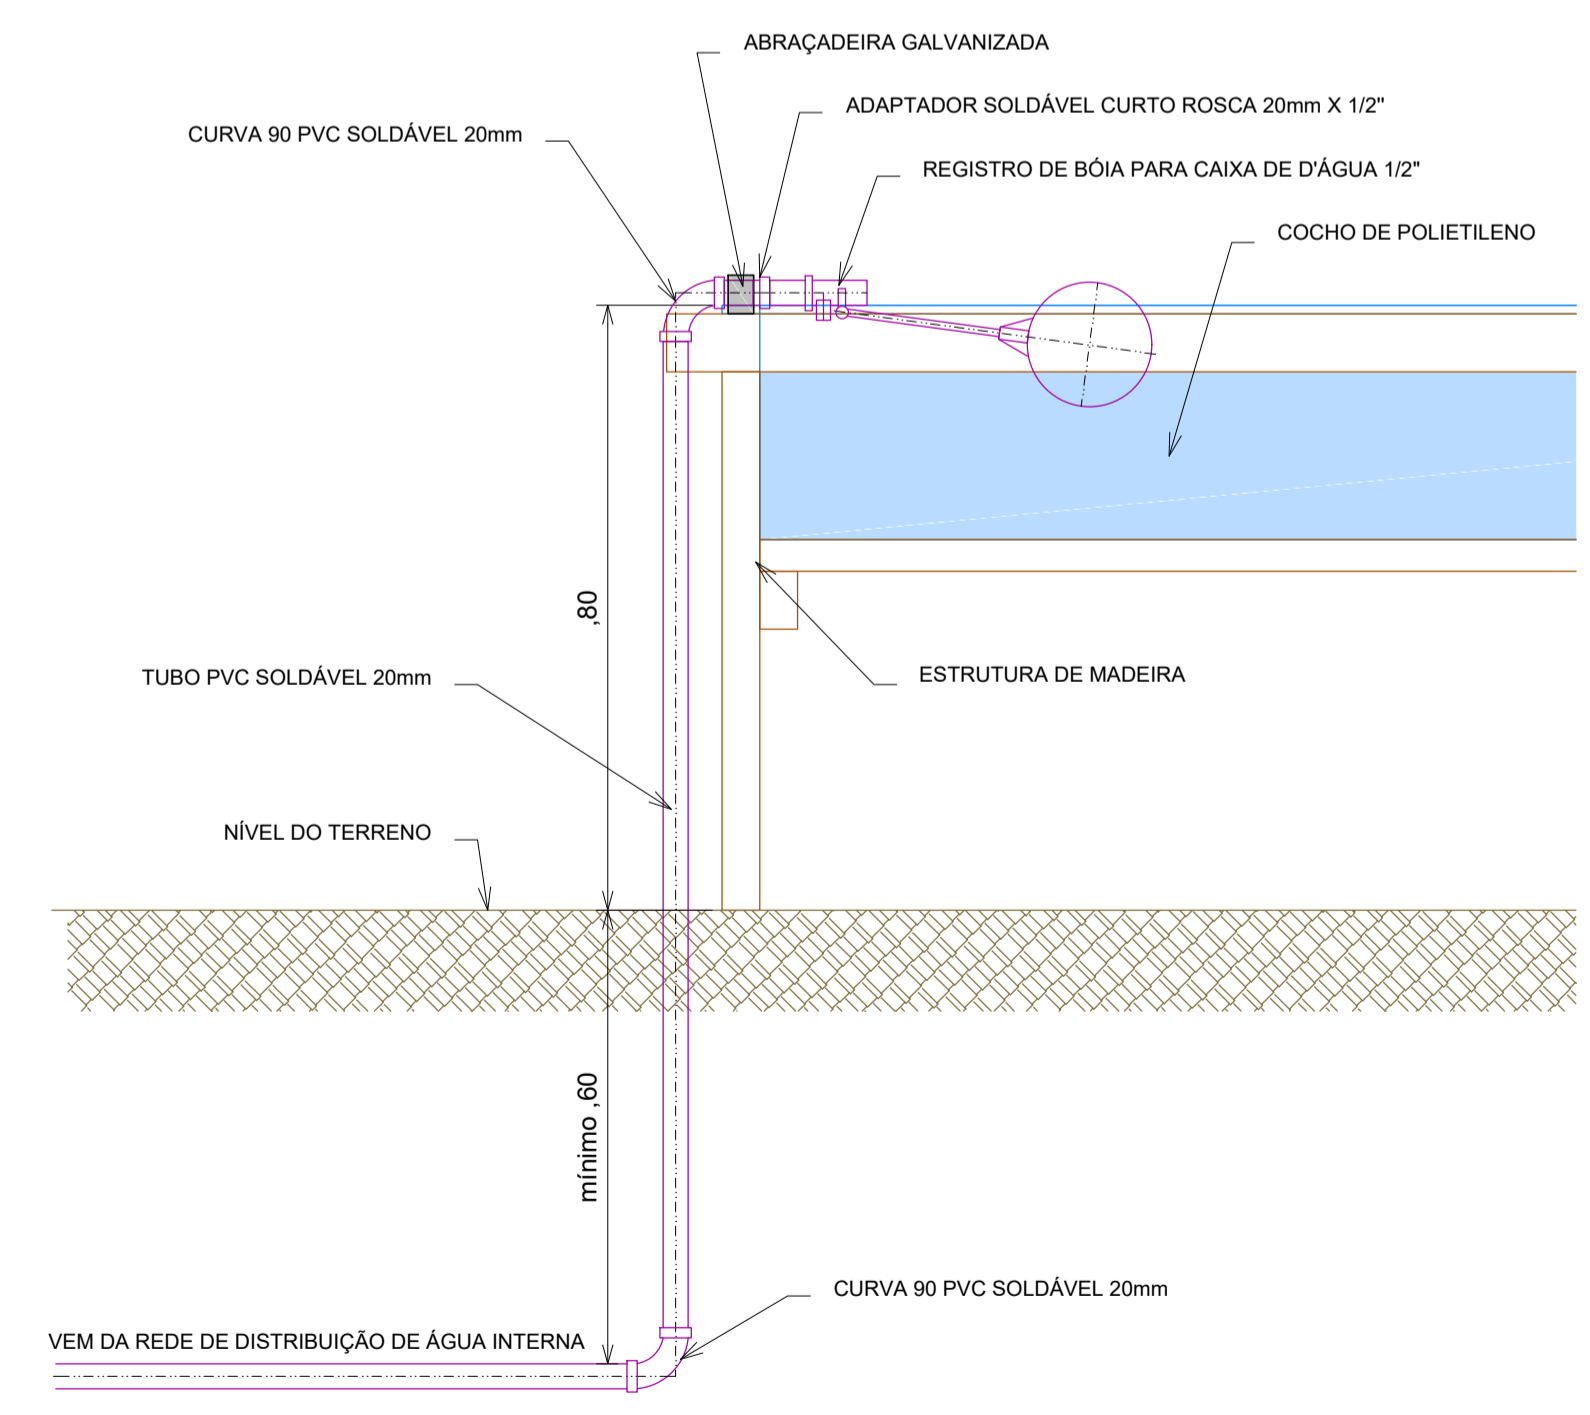 ABRAÇADEIRA GALVANIZADA
ADAPTADOR SOLDÁVEL CURTO ROSCA 20mm X 1/2"
CURVA 90 PVC SOLDÁVEL 20mm
REGISTRO DE BÓIA PARA CAIXA DE D'ÁGUA 1/2"
COCHO DE POLIETILENO
,80
TUBO PVC SOLDÁVEL 20mm
ESTRUTURA DE MADEIRA
NÍVEL DO TERRENO
mínimo ,60
CURVA 90 PVC SOLDÁVEL 20mm
VEM DA REDE DE DISTRIBUIÇÃO DE ÁGUA INTERNA